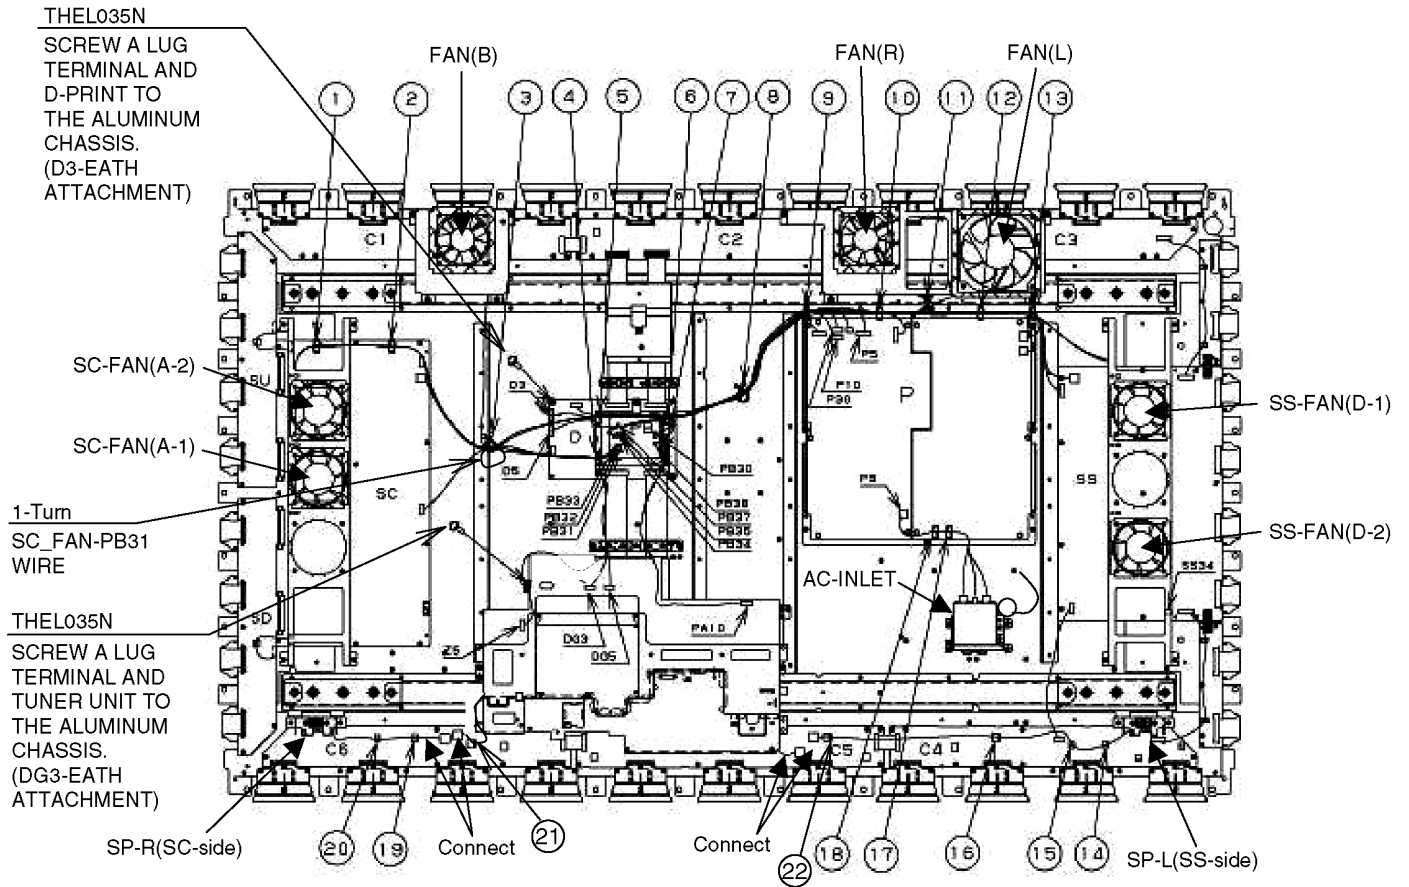 THEL035N
SCREW A LUG
TERMINAL AND
D-PRINT TO
THE ALUMINUM
CHASSIS.
(D3-EATH
ATTACHMENT)
FAN(B)
FAN(R)
FAN(L)
1
2
3
4
5
6
7
8
9
10
11
12
13
C1
C2
C3
SC-FAN(A-2)
SU
SC-FAN(A-1)
SC
1-Turn
SC_FAN-PB31
WIRE
D3
D
D5
PB33
PB32
PB31
PB30
PB38
PB37
PB35
PB34
P5
P10
P
P9
SS
SS-FAN(D-1)
SS-FAN(D-2)
SS34
AC-INLET
THEL035N
SCREW A LUG
TERMINAL AND
TUNER UNIT TO
THE ALUMINUM
CHASSIS.
(DG3-EATH
ATTACHMENT)
SD
Z5
DG3
DG5
PA10
C6
C5
C4
SP-R(SC-side)
20
19
Connect
21
Connect
22
18
17
16
15
14
SP-L(SS-side)